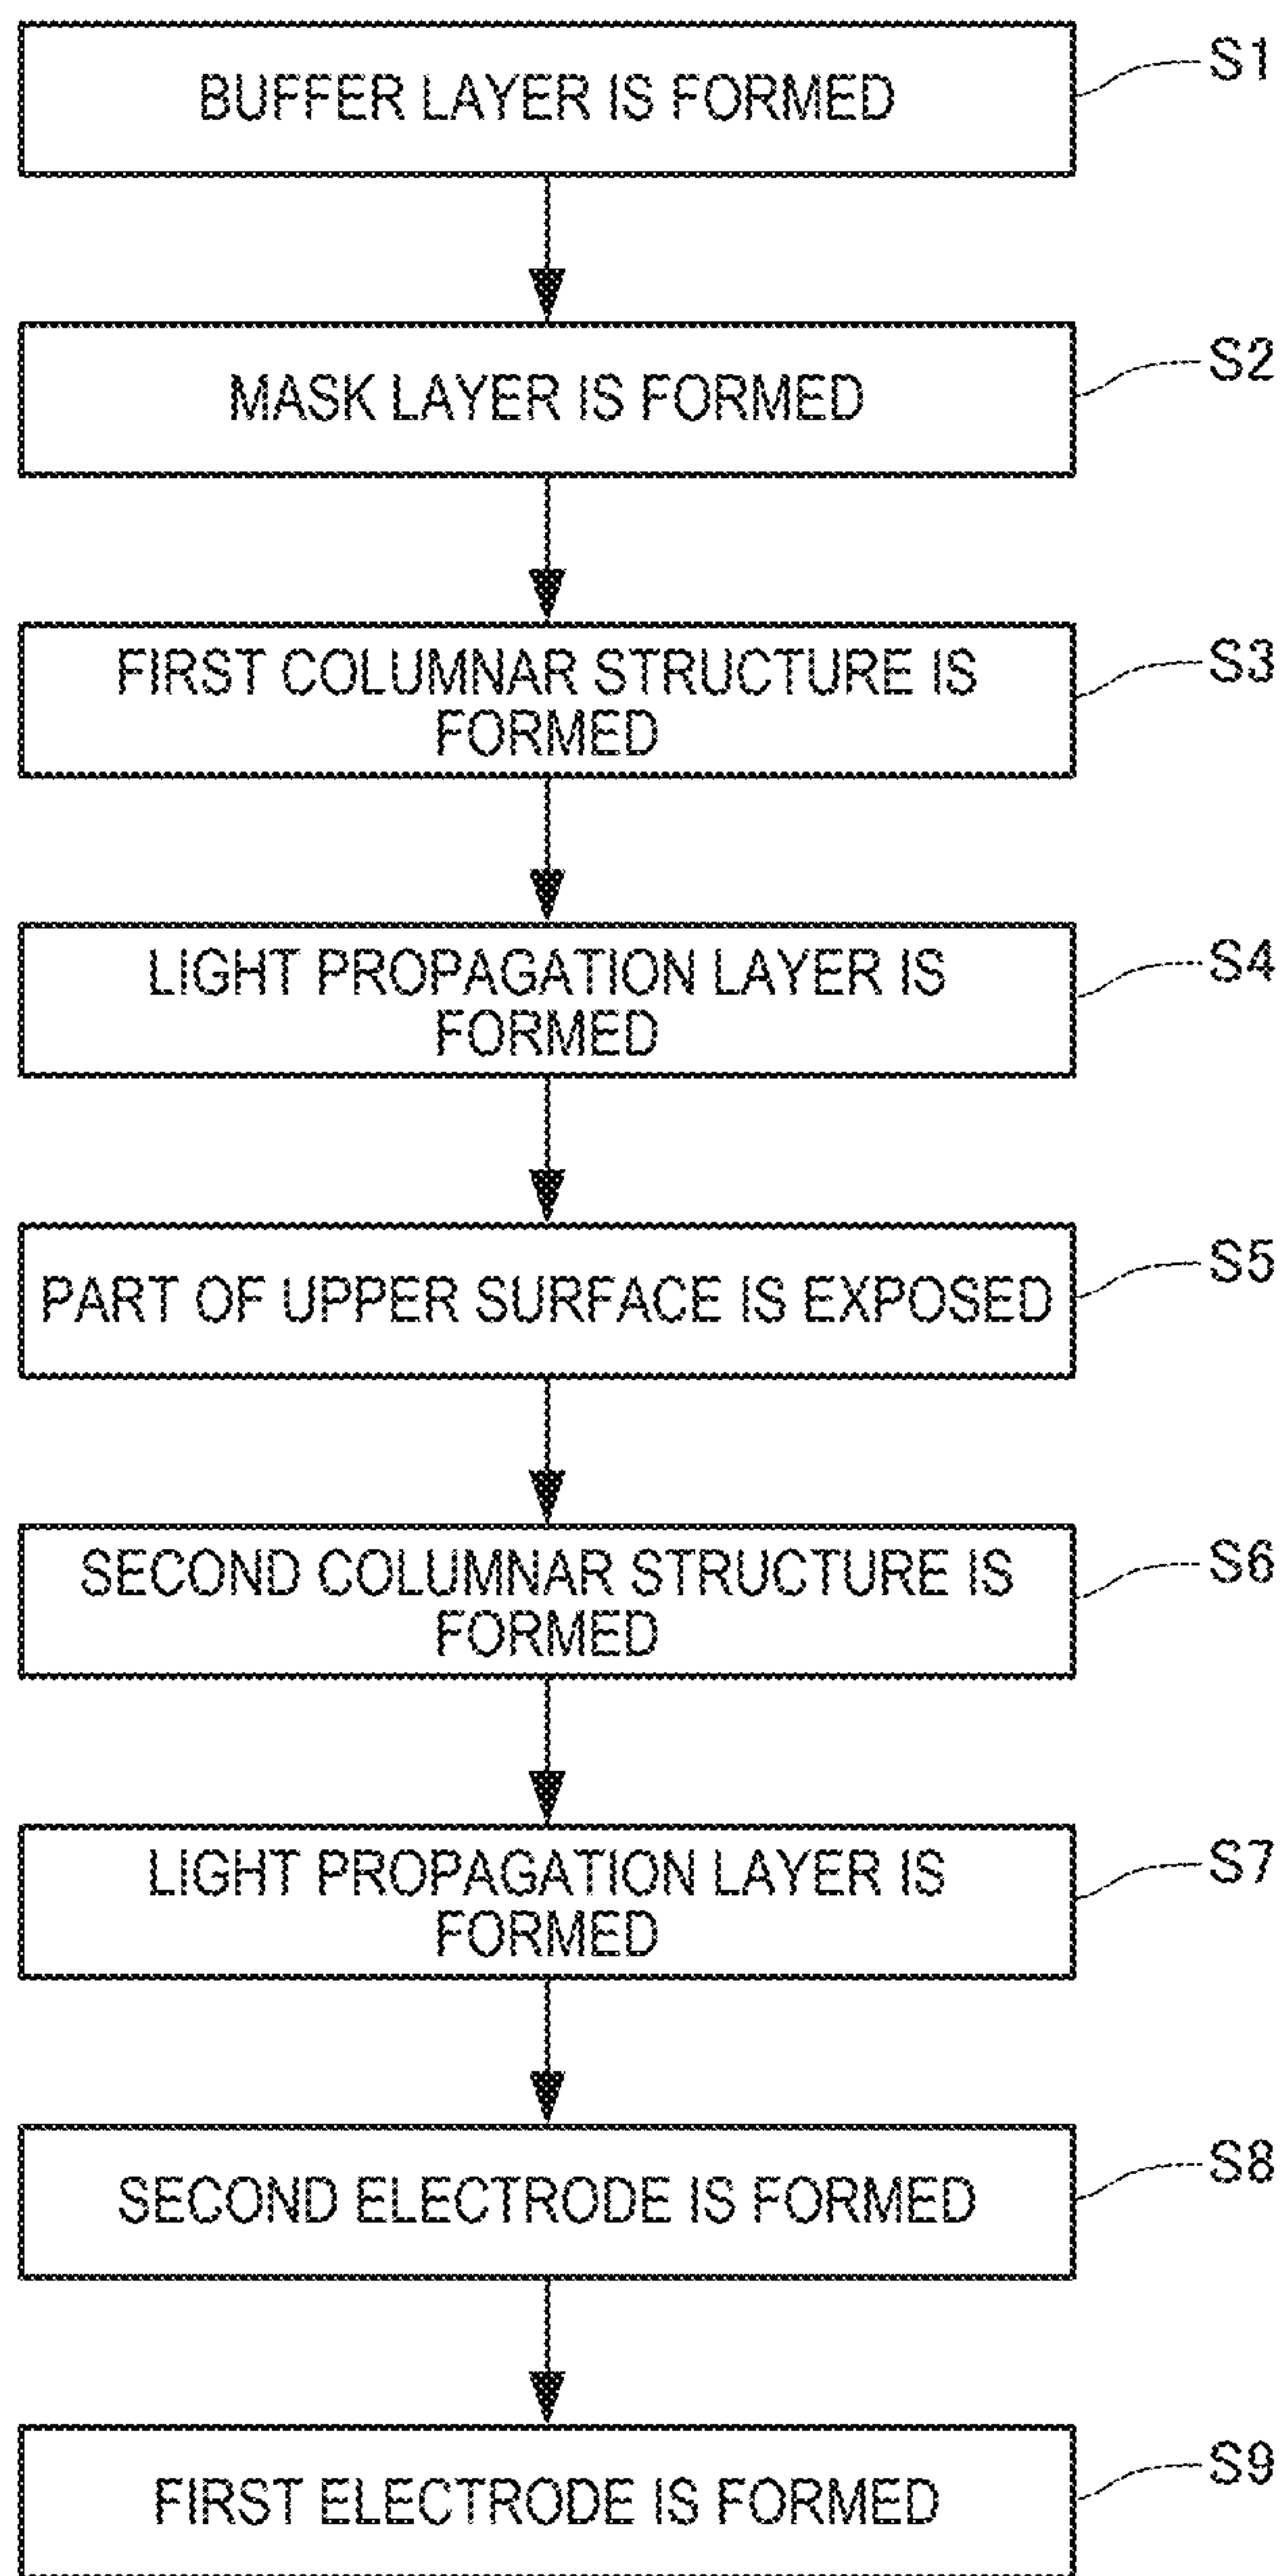 BUFFER LAYER IS FORMED
S1
MASK LAYER IS FORMED
S2
FIRST COLUMNAR STRUCTURE IS
FORMED
S3
LIGHT PROPAGATION LAYER IS
FORMED
S4
PART OF UPPER SURFACE IS EXPOSED
S5
SECOND COLUMNAR STRUCTURE IS
FORMED
S6
LIGHT PROPAGATION LAYER IS
FORMED
S7
SECOND ELECTRODE IS FORMED
S8
FIRST ELECTRODE IS FORMED
S9